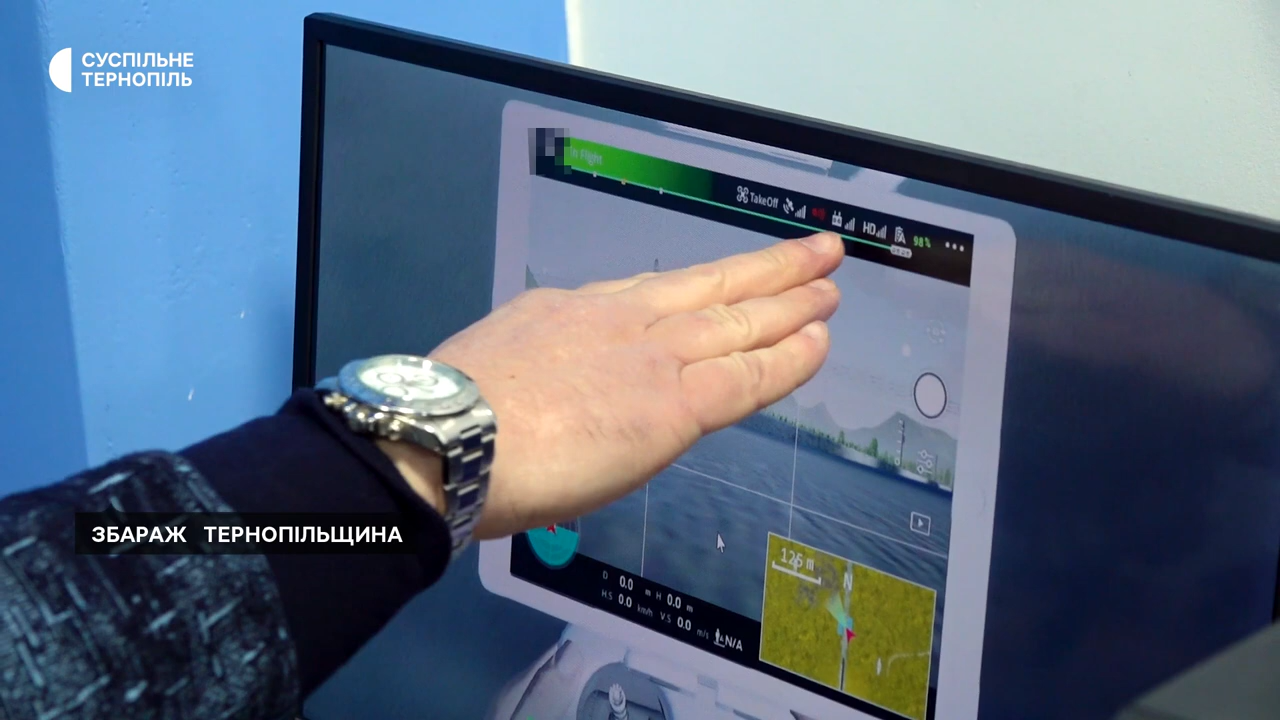 СУСПІЛЬНЕ
ТЕРНОПІЛЬ
In Flight
TakeOff
HD
98%
125 m
N
D 0.0 m H 0.0 m
H.S 0.0 km/h V.S 0.0 m/s N/A
ЗБАРАЖ ТЕРНОПІЛЬЩИНА